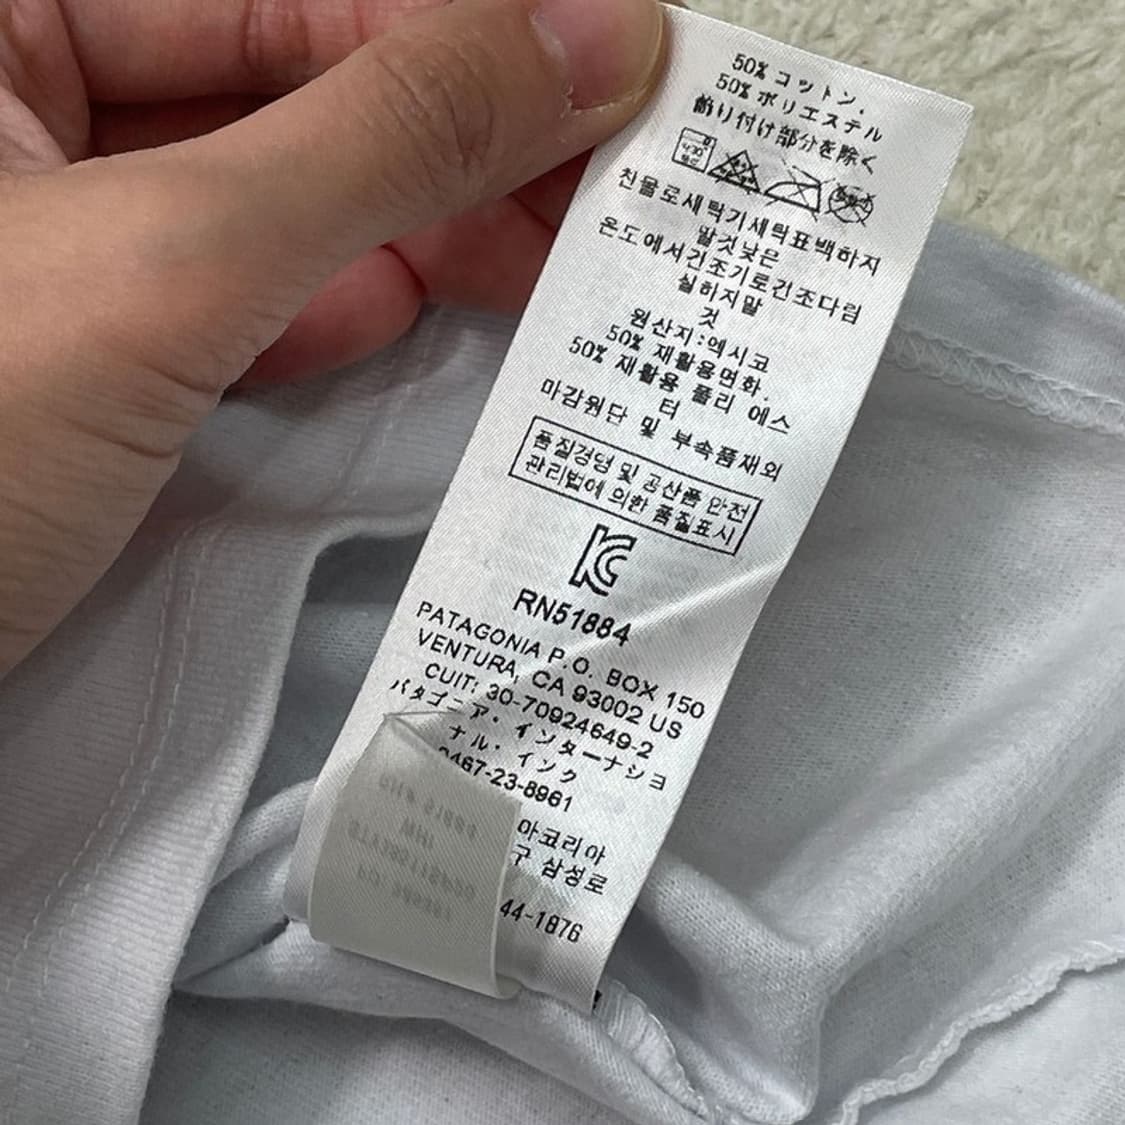 50% コットン.
50% ポリエステル
飾り付け部分を除く
친물로세탁기세탁표백하지
말것낮은
온도에서건조기로건조다림
실하지말
것
원산지:엑시코
50% 재활용면화.
50% 재활용 폴리 에스
터
마감원단 및 부속품재외
품질경영 및 공산품 안전
관리법에 의한 품질표시
RN51884
PATAGONIA P.O. BOX 150
VENTURA, CA 93002 US
CUIT: 30-70924649-2
パタゴニア・インターナショ
ナル・インク
0467-23-8961
아코리아
구 삼성로
44-1876